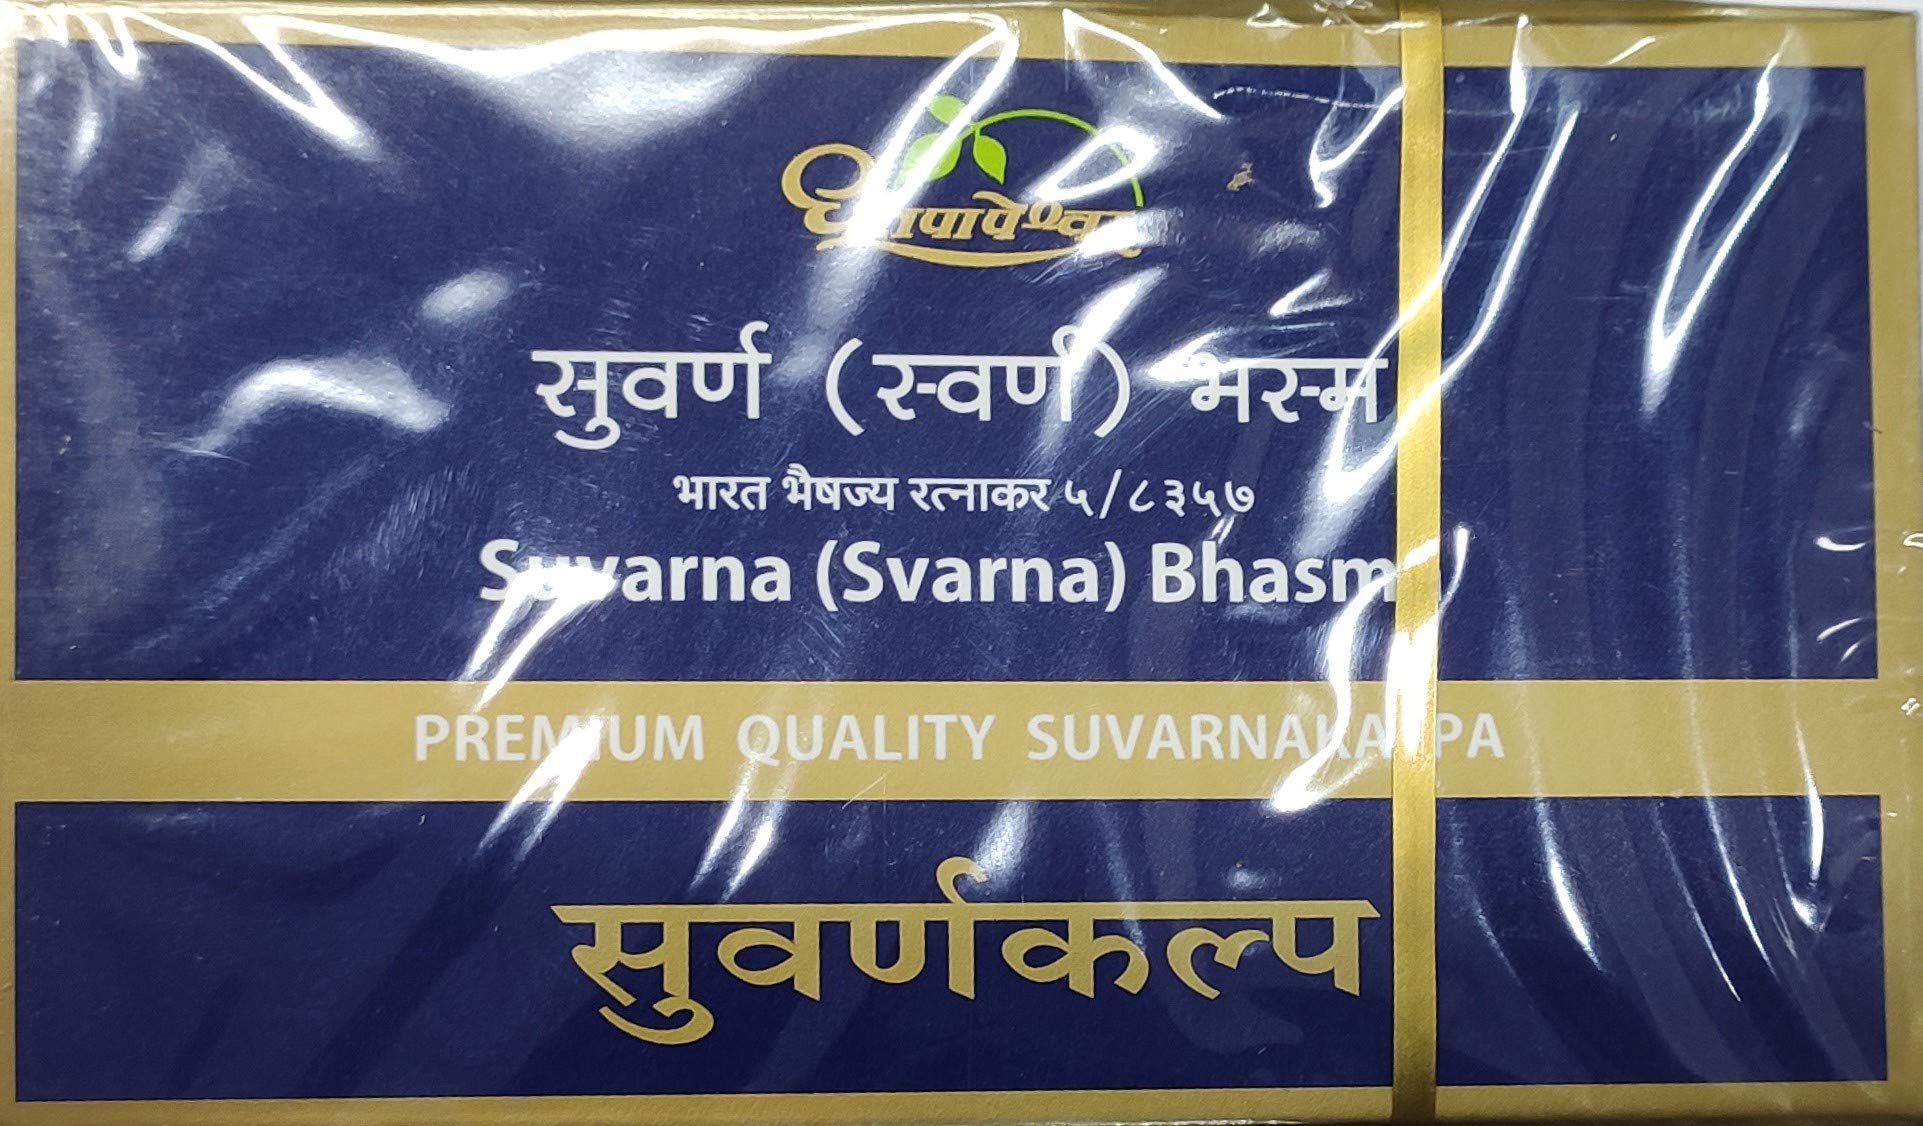 धूतपापेश्वर
सुवर्ण (स्वर्ण) भस्म
भारत भैषज्य रत्नाकर ५/८३५७
Suvarna (Svarna) Bhasma
PREMIUM QUALITY SUVARNAKALPA
सुवर्णकल्प